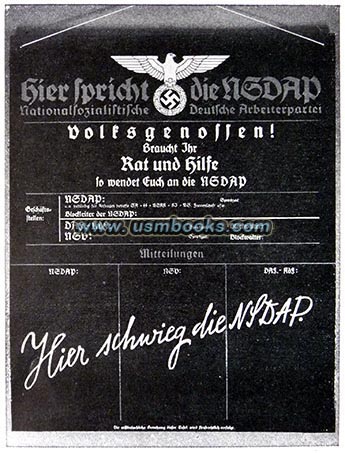 Hier spricht die NSDAP
Nationalsozialistische Deutsche Arbeiterpartei
Volksgenossen!
Braucht Ihr
Rat und Hilfe
so wendet Euch an die NSDAP
Geschäfts-
stellen:
NSDAP:
Blockleiter der NSDAP:
NSV:
Blockwalter:
www.usmbooks.com
Mitteilungen
NSDAP:
NSV:
DAF.-KdF:
Hier schwieg die NSDAP.